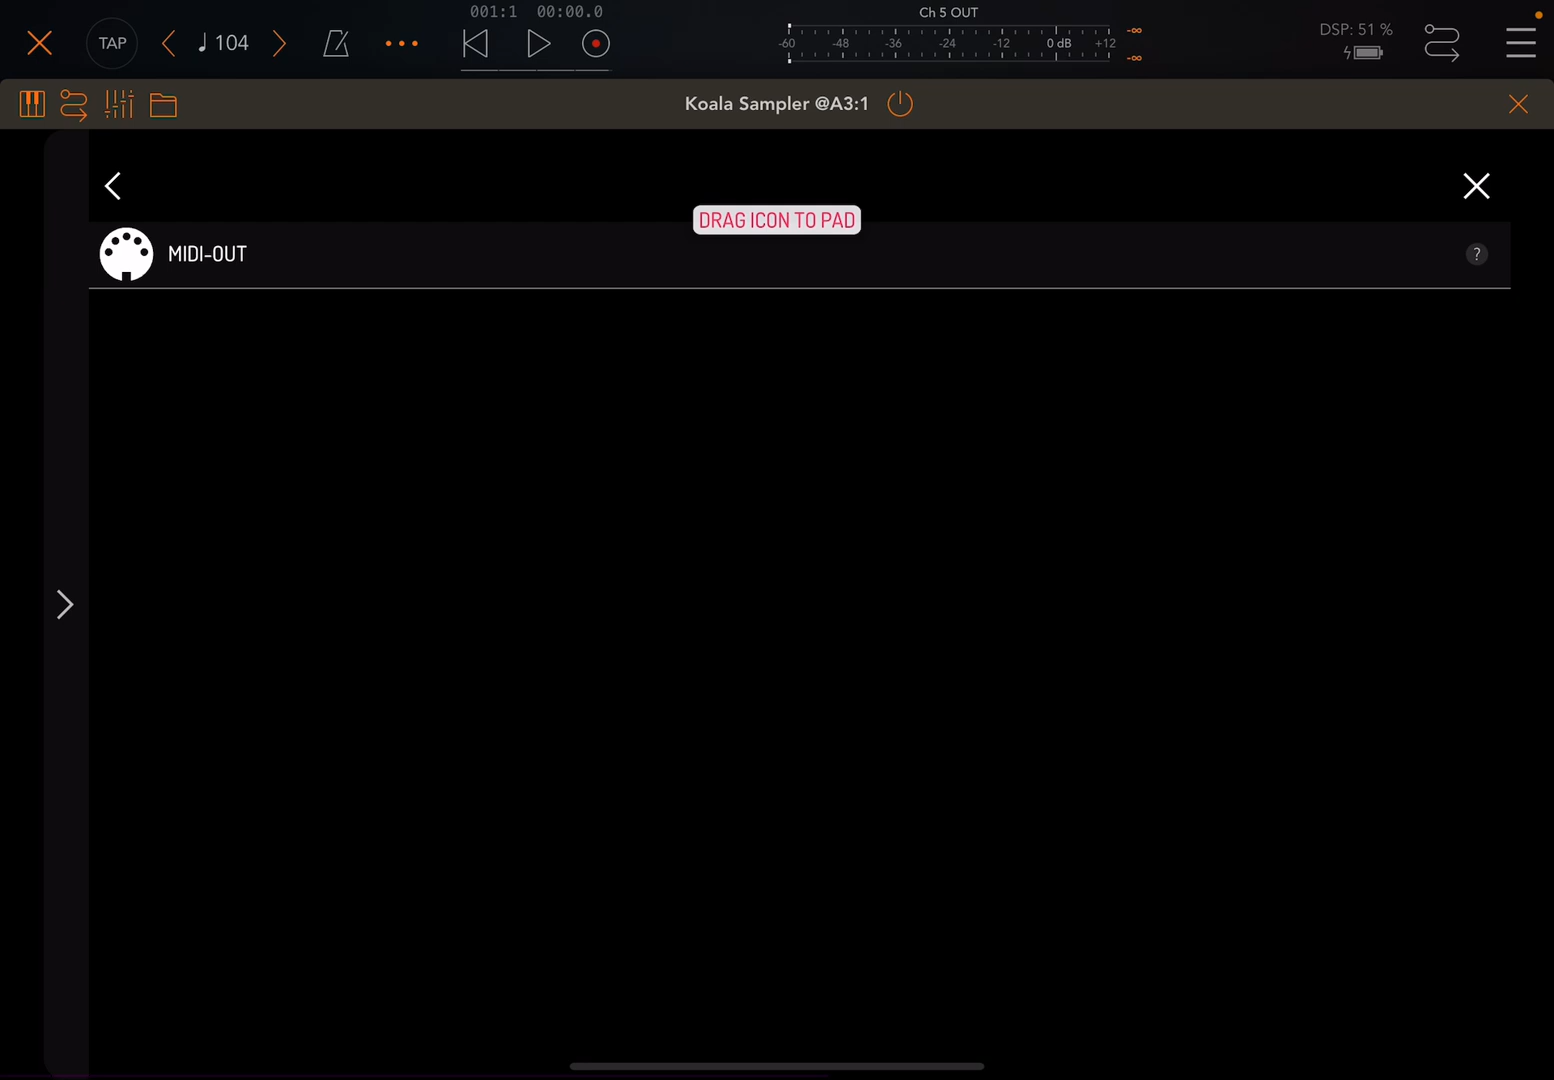 001:1 00:00.0
Ch 5 OUT
TAP
104
-60 -48 -36 -24 -12 0 dB +12
-∞
-∞
DSP: 51 %
Koala Sampler @A3:1
DRAG ICON TO PAD
MIDI-OUT
?